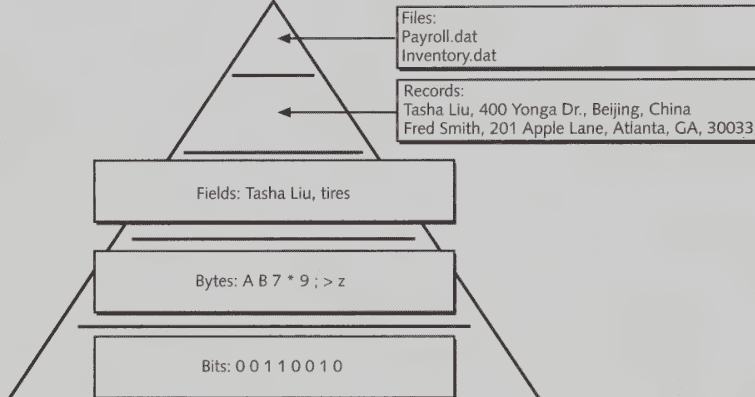 Files:
Payroll.dat
Inventory.dat
Records:
Tasha Liu, 400 Yonga Dr., Beijing, China
Fred Smith, 201 Apple Lane, Atlanta, GA, 30033
Fields: Tasha Liu, tires
Bytes: A B 7 * 9 ; > z
Bits: 0 0 1 1 0 0 1 0